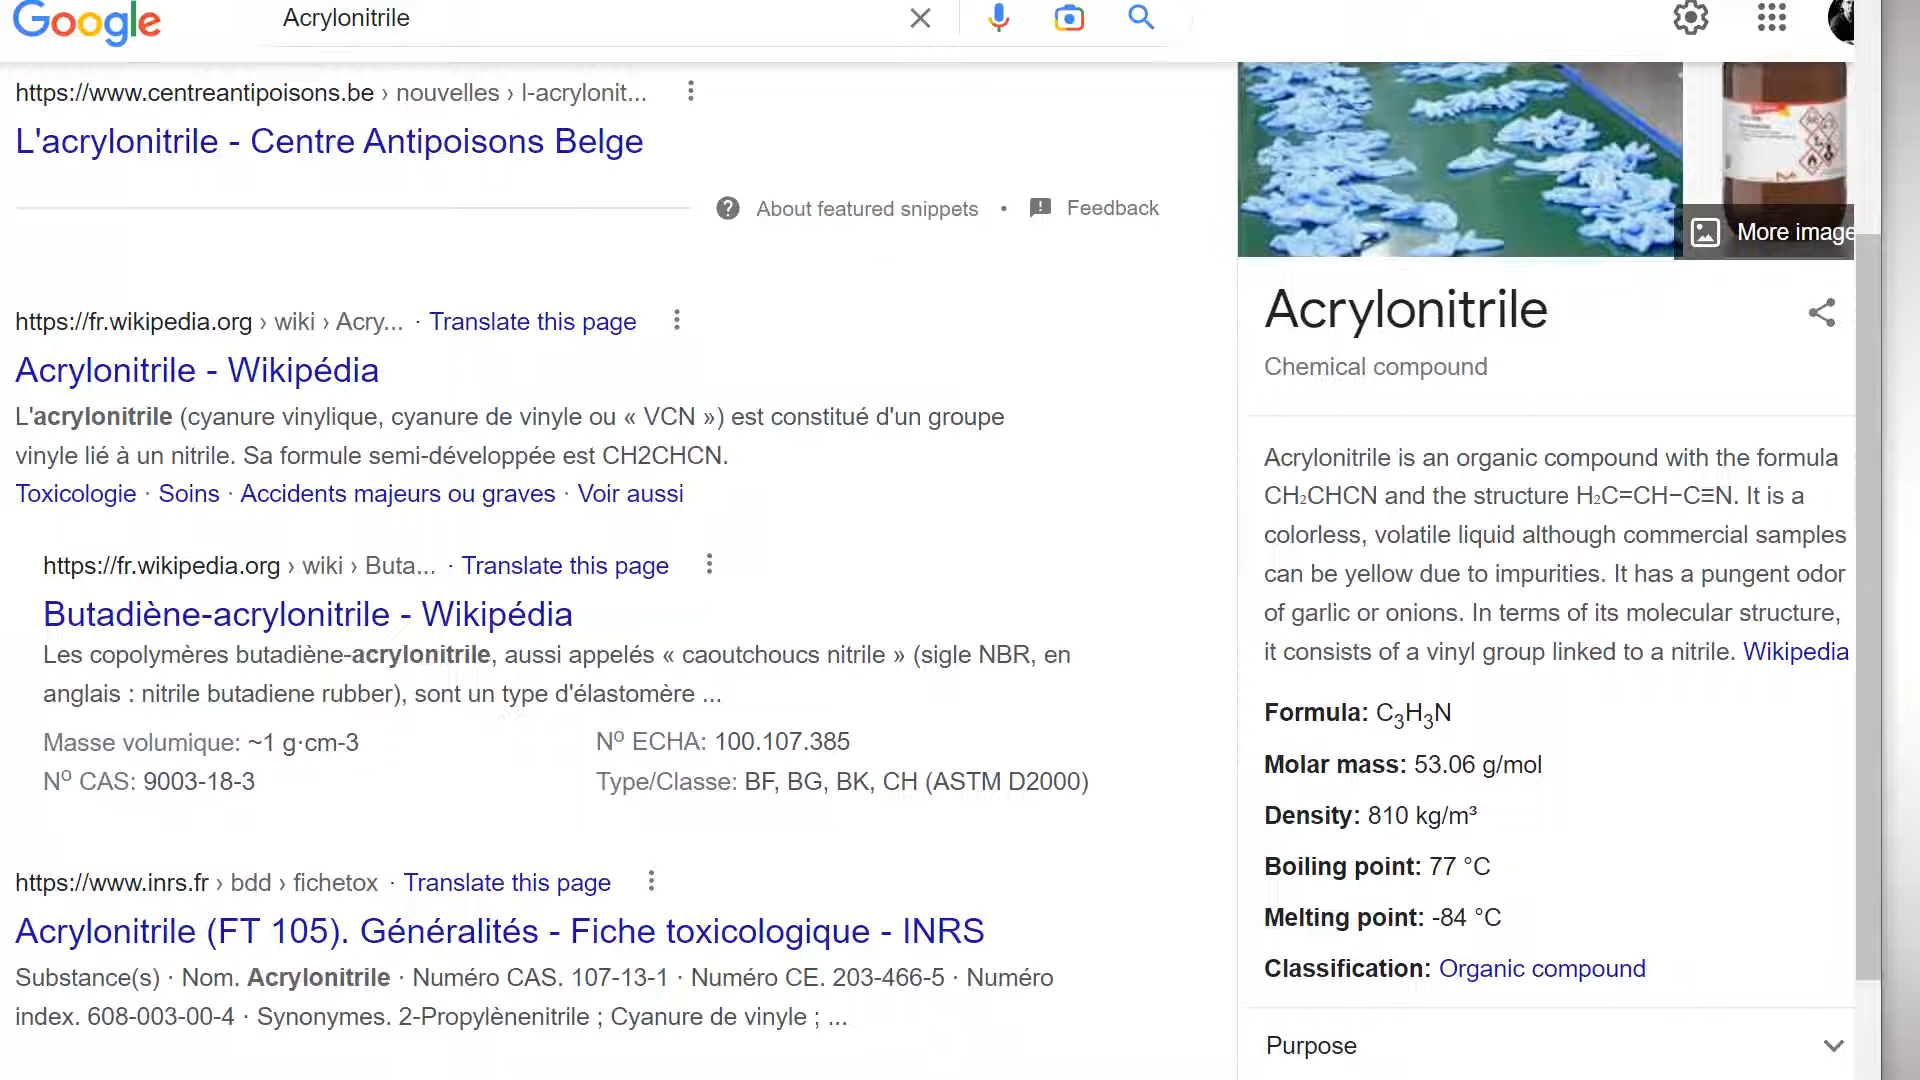 Google
Acrylonitrile
https://www.centreantipoisons.be › nouvelles › l-acrylonit...
L'acrylonitrile - Centre Antipoisons Belge
About featured snippets • Feedback
https://fr.wikipedia.org › wiki › Acry... · Translate this page
Acrylonitrile - Wikipédia
L'acrylonitrile (cyanure vinylique, cyanure de vinyle ou « VCN ») est constitué d'un groupe
vinyle lié à un nitrile. Sa formule semi-développée est CH2CHCN.
Toxicologie · Soins · Accidents majeurs ou graves · Voir aussi
https://fr.wikipedia.org › wiki › Buta... · Translate this page
Butadiène-acrylonitrile - Wikipédia
Les copolymères butadiène-acrylonitrile, aussi appelés « caoutchoucs nitrile » (sigle NBR, en
anglais : nitrile butadiene rubber), sont un type d'élastomère ...
Masse volumique: ~1 g·cm-3
Nº ECHA: 100.107.385
Nº CAS: 9003-18-3
Type/Classe: BF, BG, BK, CH (ASTM D2000)
https://www.inrs.fr › bdd › fichetox · Translate this page
Acrylonitrile (FT 105). Généralités - Fiche toxicologique - INRS
Substance(s) · Nom. Acrylonitrile · Numéro CAS. 107-13-1 · Numéro CE. 203-466-5 · Numéro
index. 608-003-00-4 · Synonymes. 2-Propylènenitrile ; Cyanure de vinyle ; ...
More image
Acrylonitrile
Chemical compound
Acrylonitrile is an organic compound with the formula
CH₂CHCN and the structure H₂C=CH−C≡N. It is a
colorless, volatile liquid although commercial samples
can be yellow due to impurities. It has a pungent odor
of garlic or onions. In terms of its molecular structure,
it consists of a vinyl group linked to a nitrile. Wikipedia
Formula: C₃H₃N
Molar mass: 53.06 g/mol
Density: 810 kg/m³
Boiling point: 77 °C
Melting point: -84 °C
Classification: Organic compound
Purpose